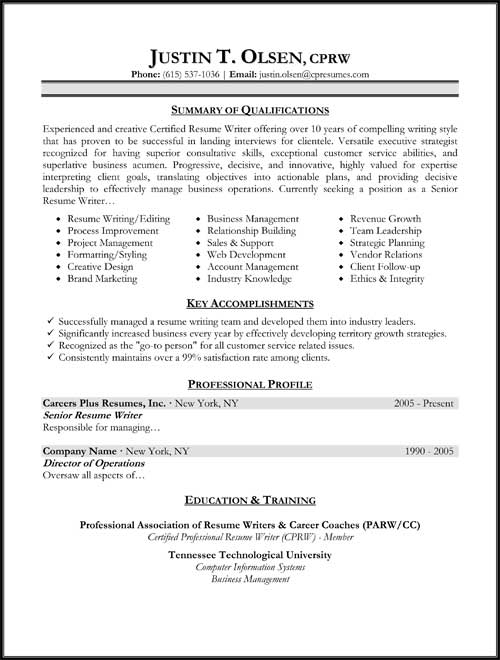 JUSTIN T. OLSEN, CPRW
Phone: (615) 537-1036 | Email: justin.olsen@cpresumes.com
SUMMARY OF QUALIFICATIONS
Experienced and creative Certified Resume Writer offering over 10 years of compelling writing style
that has proven to be successful in landing interviews for clientele. Versatile executive strategist
recognized for having superior consultative skills, exceptional customer service abilities, and
superlative business acumen. Progressive, decisive, and innovative, highly valued for expertise
interpreting client goals, translating objectives into actionable plans, and providing decisive
leadership to effectively manage business operations. Currently seeking a position as a Senior
Resume Writer…
◆ Resume Writing/Editing ◆ Business Management ◆ Revenue Growth
◆ Process Improvement ◆ Relationship Building ◆ Team Leadership
◆ Project Management ◆ Sales & Support ◆ Strategic Planning
◆ Formatting/Styling ◆ Web Development ◆ Vendor Relations
◆ Creative Design ◆ Account Management ◆ Client Follow-up
◆ Brand Marketing ◆ Industry Knowledge ◆ Ethics & Integrity
KEY ACCOMPLISHMENTS
✓ Successfully managed a resume writing team and developed them into industry leaders.
✓ Significantly increased business every year by effectively developing territory growth strategies.
✓ Recognized as the "go-to person" for all customer service related issues.
✓ Consistently maintains over a 99% satisfaction rate among clients.
PROFESSIONAL PROFILE
Careers Plus Resumes, Inc. · New York, NY 2005 - Present
Senior Resume Writer
Responsible for managing…
Company Name · New York, NY 1990 - 2005
Director of Operations
Oversaw all aspects of…
EDUCATION & TRAINING
Professional Association of Resume Writers & Career Coaches (PARW/CC)
Certified Professional Resume Writer (CPRW) - Member
Tennessee Technological University
Computer Information Systems
Business Management